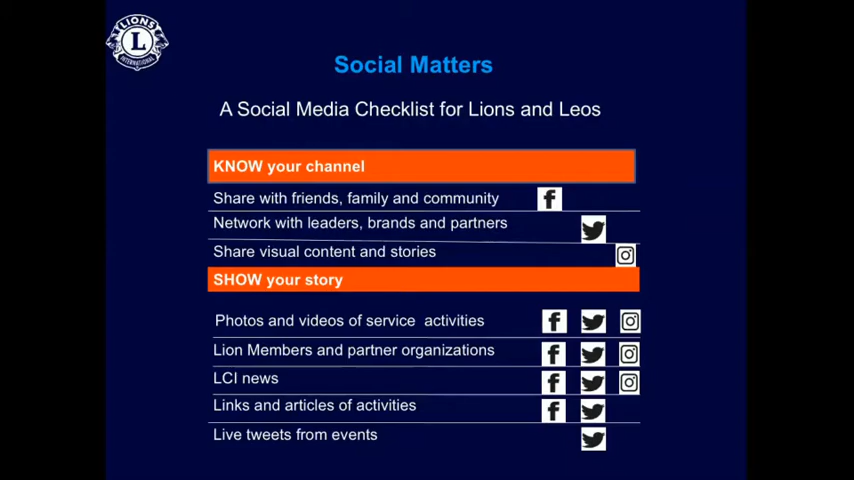 LIONS
L
INTERNATIONAL
Social Matters
A Social Media Checklist for Lions and Leos
KNOW your channel
Share with friends, family and community
Network with leaders, brands and partners
Share visual content and stories
SHOW your story
Photos and videos of service activities
Lion Members and partner organizations
LCI news
Links and articles of activities
Live tweets from events